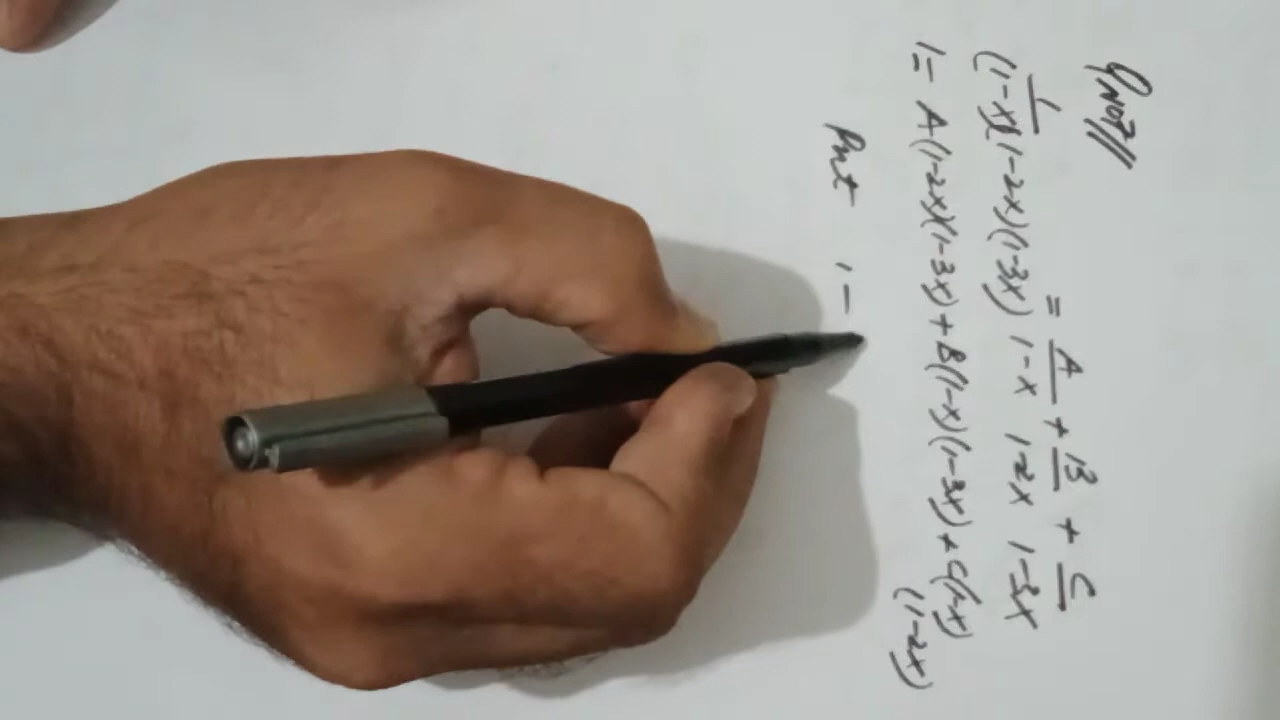 QNO7//
1/((1-x)(1-2x)(1-3x)) = A/(1-x) + B/(1-2x) + C/(1-3x)
1= A(1-2x)(1-3x)+B(1-x)(1-3x)+C(1-x)
(1-2x)
Put 1-